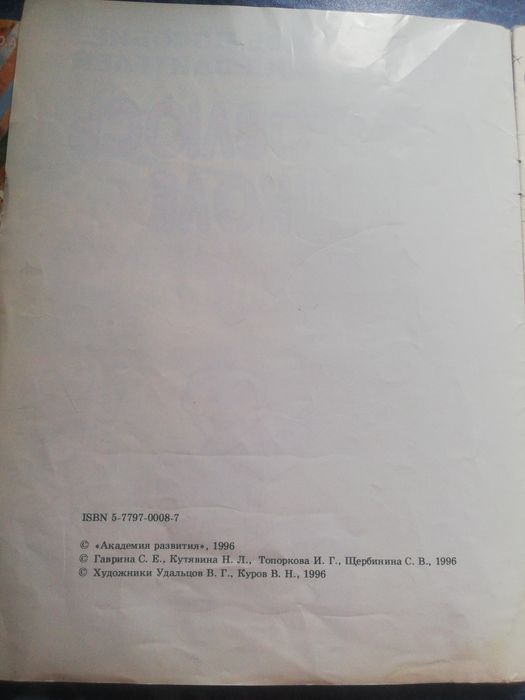 ISBN 5-7797-0008-7
© «Академия развития», 1996
© Гаврина С. Е., Кутявина Н. Л., Топоркова И. Г., Щербинина С. В., 1996
© Художники Удальцов В. Г., Куров В. Н., 1996